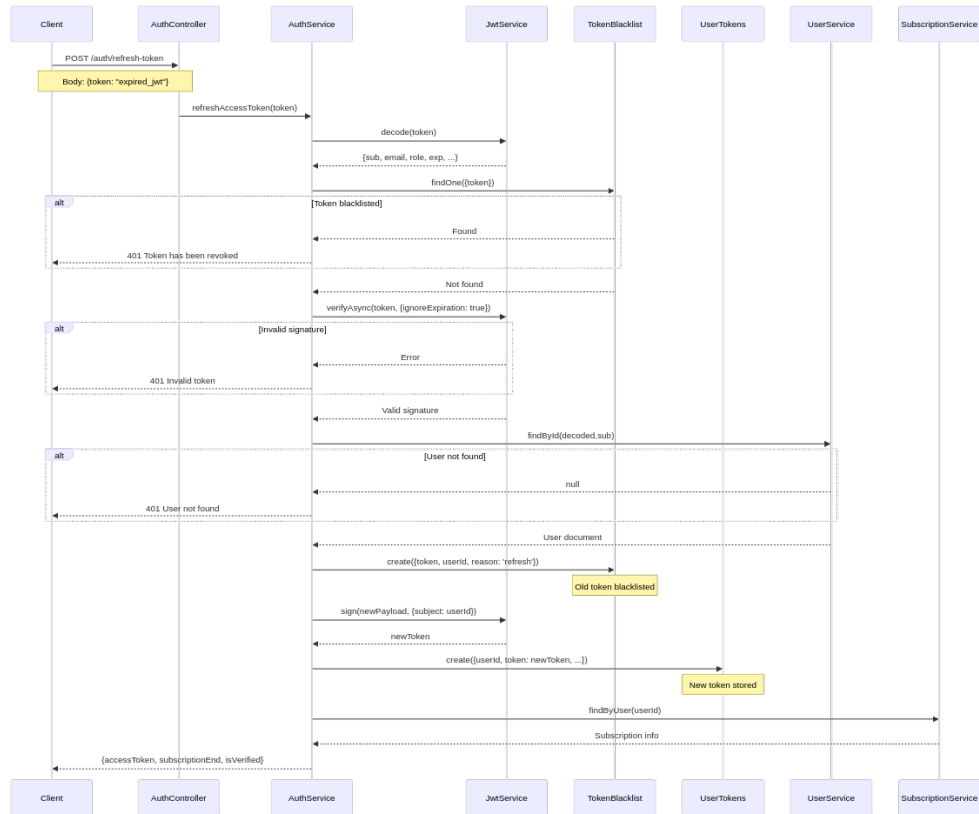 Client
AuthController
AuthService
JwtService
TokenBlacklist
UserTokens
UserService
SubscriptionService
POST /auth/refresh-token
Body: {token: "expired_jwt"}
refreshAccessToken(token)
decode(token)
{sub, email, role, exp, ...}
findOne({token})
alt
[Token blacklisted]
Found
401 Token has been revoked
Not found
verifyAsync(token, {ignoreExpiration: true})
alt
[Invalid signature]
Error
401 Invalid token
Valid signature
findById(decoded.sub)
alt
[User not found]
null
401 User not found
User document
create({token, userId, reason: 'refresh'})
Old token blacklisted
sign(newPayload, {subject: userId})
newToken
create({userId, token: newToken, ...})
New token stored
findByUser(userId)
Subscription info
{accessToken, subscriptionEnd, isVerified}
Client
AuthController
AuthService
JwtService
TokenBlacklist
UserTokens
UserService
SubscriptionService